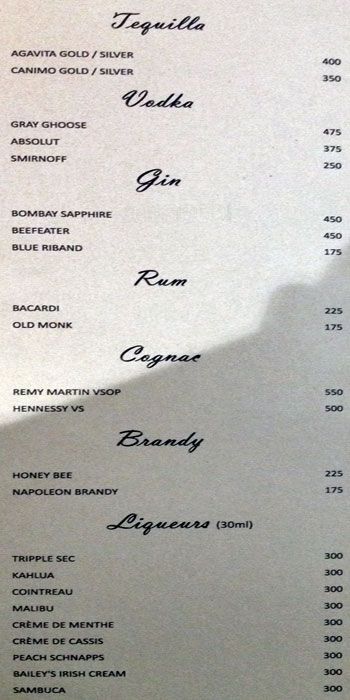 Tequilla
AGAVITA GOLD / SILVER 400
CANIMO GOLD / SILVER 350
Vodka
GRAY GHOOSE 475
ABSOLUT 375
SMIRNOFF 250
Gin
BOMBAY SAPPHIRE 450
BEEFEATER 450
BLUE RIBAND 175
Rum
BACARDI 225
OLD MONK 175
Cognac
REMY MARTIN VSOP 550
HENNESSY VS 500
Brandy
HONEY BEE 225
NAPOLEON BRANDY 175
Liqueurs (30ml)
TRIPPLE SEC 300
KAHLUA 300
COINTREAU 300
MALIBU 300
CRÈME DE MENTHE 300
CRÈME DE CASSIS 300
PEACH SCHNAPPS 300
BAILEY'S IRISH CREAM 300
SAMBUCA 300